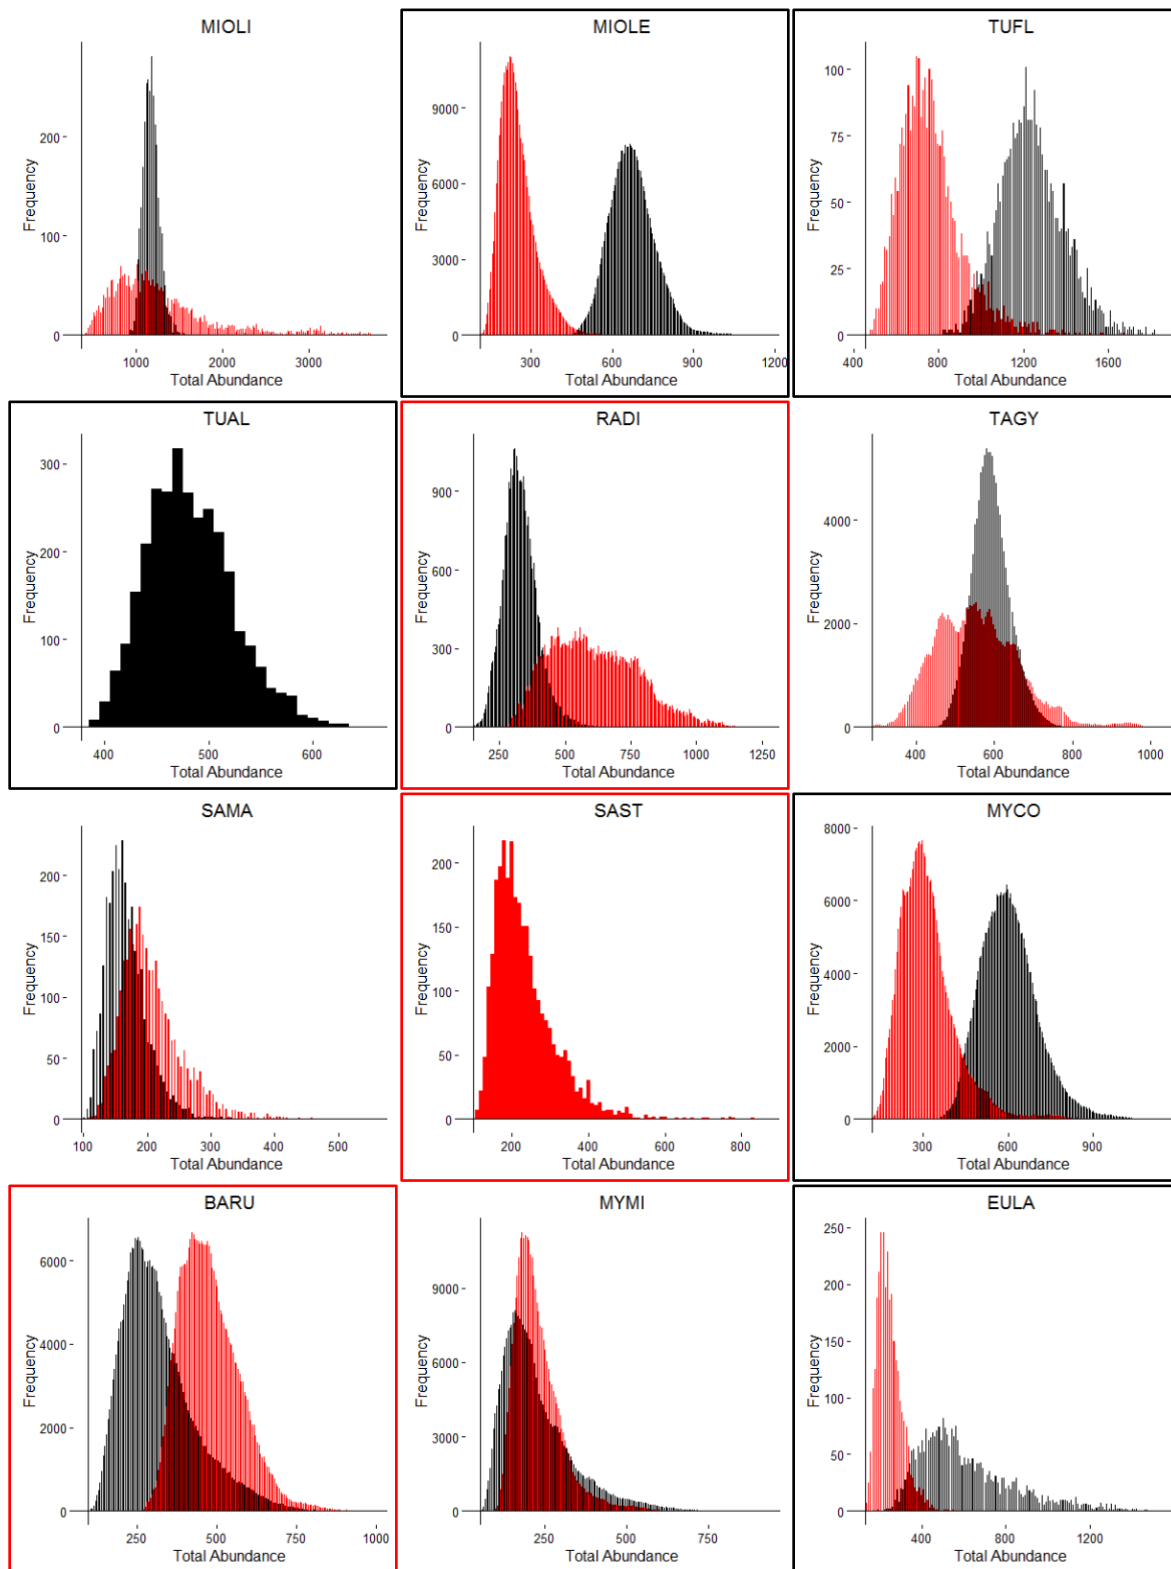 MIOLI
Frequency
200
100
0
1000 2000 3000
Total Abundance
MIOLE
Frequency
9000
6000
3000
0
300 600 900 1200
Total Abundance
TUFL
Frequency
100
75
50
25
0
400 800 1200 1600
Total Abundance
TUAL
Frequency
300
200
100
0
400 500 600
Total Abundance
RADI
Frequency
900
600
300
0
250 500 750 1000 1250
Total Abundance
TAGY
Frequency
4000
2000
0
400 600 800 1000
Total Abundance
SAMA
Frequency
200
150
100
50
0
100 200 300 400 500
Total Abundance
SAST
Frequency
200
150
100
50
0
200 400 600 800
Total Abundance
MYCO
Frequency
8000
6000
4000
2000
0
300 600 900
Total Abundance
BARU
Frequency
6000
4000
2000
0
250 500 750 1000
Total Abundance
MYMI
Frequency
9000
6000
3000
0
250 500 750
Total Abundance
EULA
Frequency
250
200
150
100
50
0
400 800 1200
Total Abundance